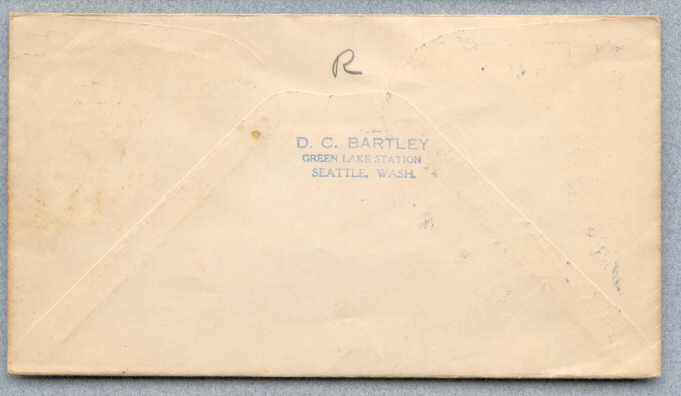 R
D. C. BARTLEY
GREEN LAKE STATION
SEATTLE, WASH.